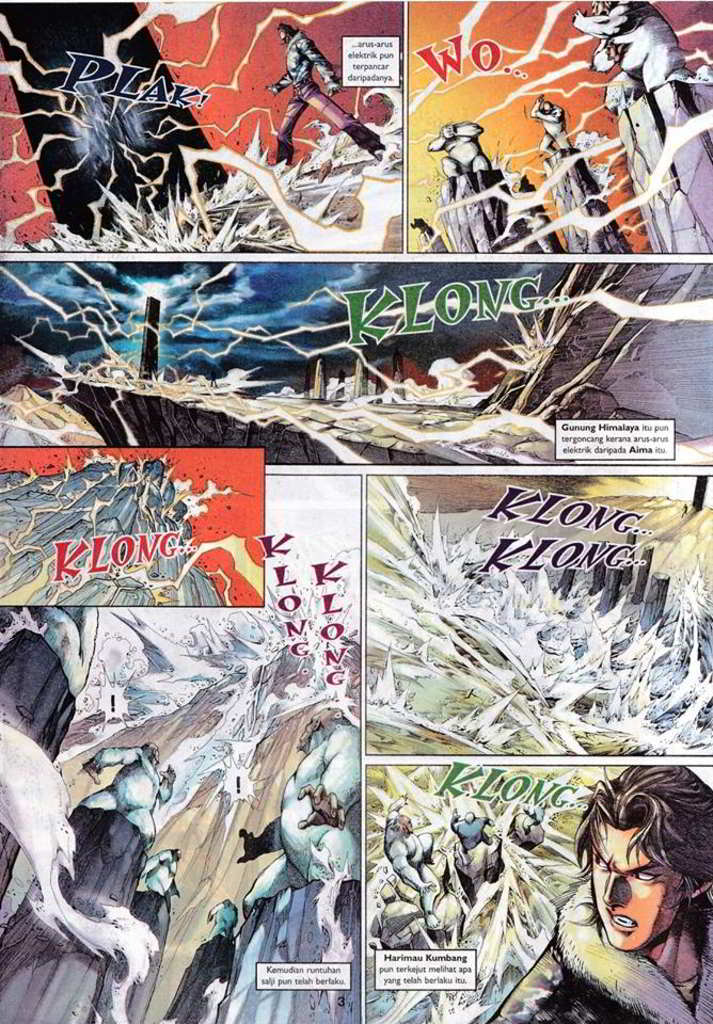 PLAK!
...arus-arus
elektrik pun
terpancar
daripadanya.
WO...
KLONG...
Gunung Himalaya itu pun
tergoncang kerana arus-arus
elektrik daripada Aima itu.
KLONG...
KLONG...
KLONG
!
!
Kemudian runtuhan
salji pun telah berlaku.
3
KLONG...
KLONG...
KLONG...
Harimau Kumbang
pun terkejut melihat apa
yang telah berlaku itu.